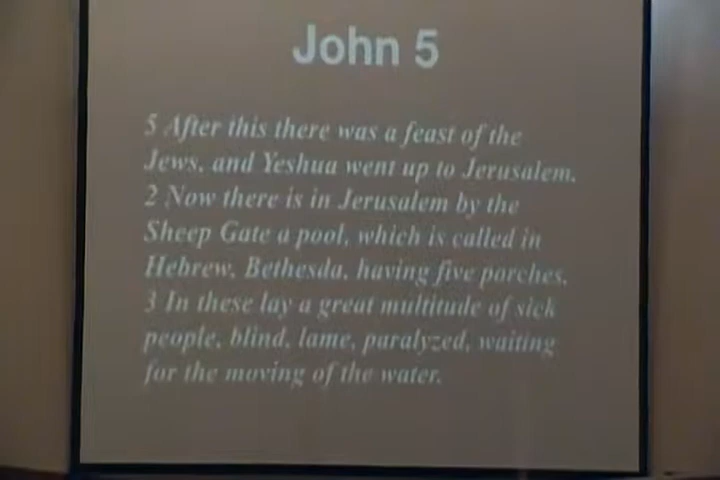 John 5
5 After this there was a feast of the
Jews, and Yeshua went up to Jerusalem.
2 Now there is in Jerusalem by the
Sheep Gate a pool, which is called in
Hebrew, Bethesda, having five porches.
3 In these lay a great multitude of sick
people, blind, lame, paralyzed, waiting
for the moving of the water.